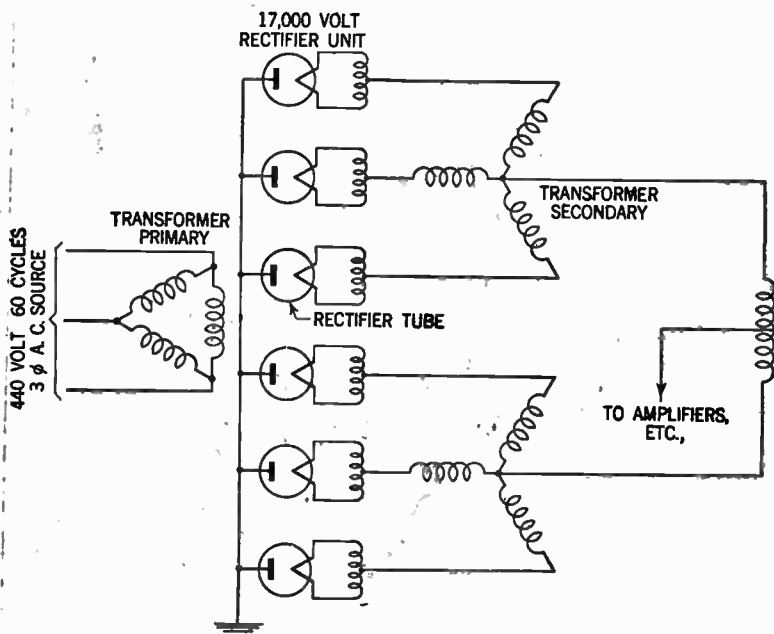 17,000 VOLT
RECTIFIER UNIT
TRANSFORMER
PRIMARY
440 VOLT 60 CYCLES
3 ϕ A.C. SOURCE
TRANSFORMER
SECONDARY
RECTIFIER TUBE
TO AMPLIFIERS,
ETC.,